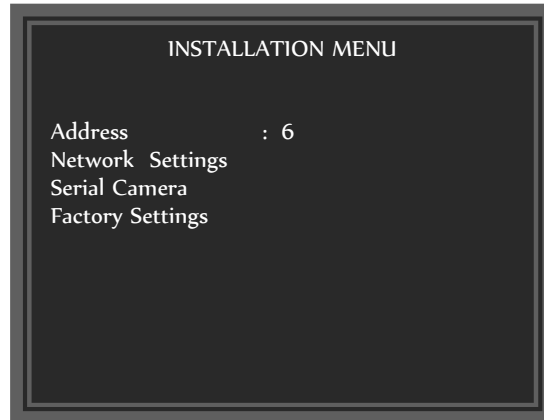 INSTALLATION MENU
Address : 6
Network Settings
Serial Camera
Factory Settings